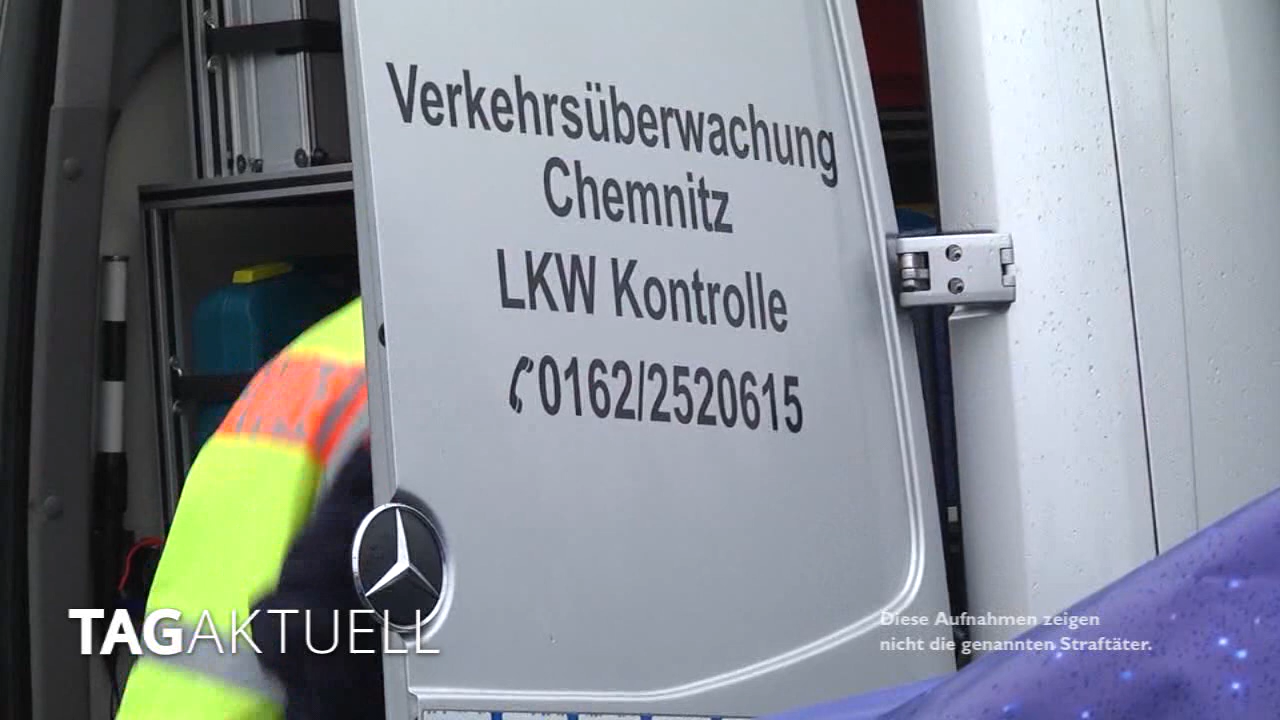 Verkehrsüberwachung
Chemnitz
LKW Kontrolle
✆0162/2520615
TAGAKTUELL
Diese Aufnahmen zeigen
nicht die genannten Straftäter.